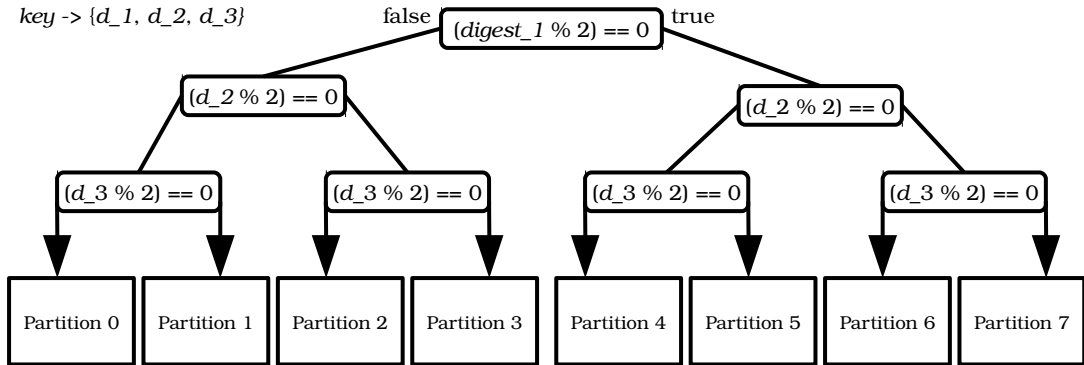 key -> {d_1, d_2, d_3}
false
true
(digest_1 % 2) == 0
(d_2 % 2) == 0
(d_2 % 2) == 0
(d_3 % 2) == 0
(d_3 % 2) == 0
(d_3 % 2) == 0
(d_3 % 2) == 0
Partition 0
Partition 1
Partition 2
Partition 3
Partition 4
Partition 5
Partition 6
Partition 7